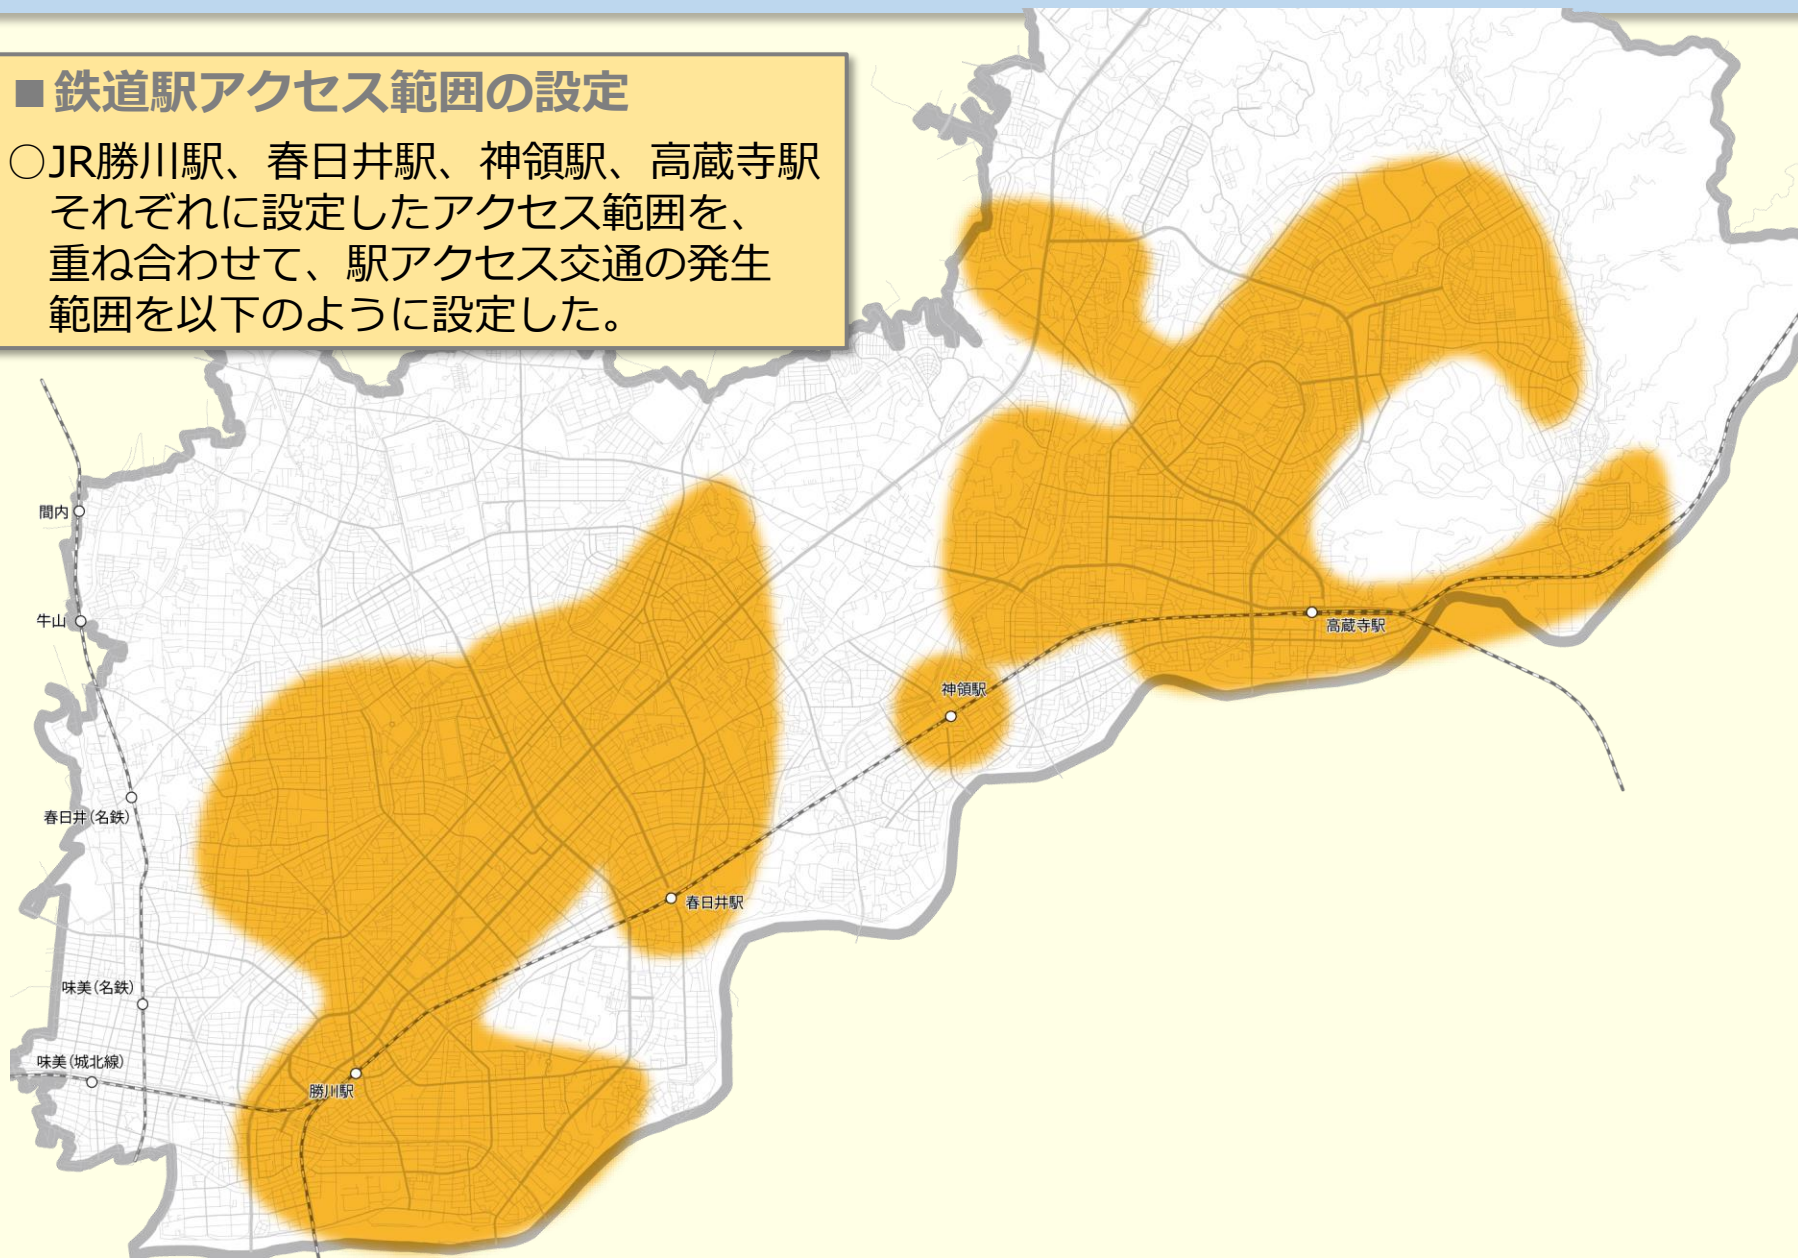 ■鉄道駅アクセス範囲の設定
○JR勝川駅、春日井駅、神領駅、高蔵寺駅
それぞれに設定したアクセス範囲を、
重ね合わせて、駅アクセス交通の発生
範囲を以下のように設定した。
間内
牛山
高蔵寺駅
神領駅
春日井(名鉄)
春日井駅
味美(名鉄)
味美(城北線)
勝川駅